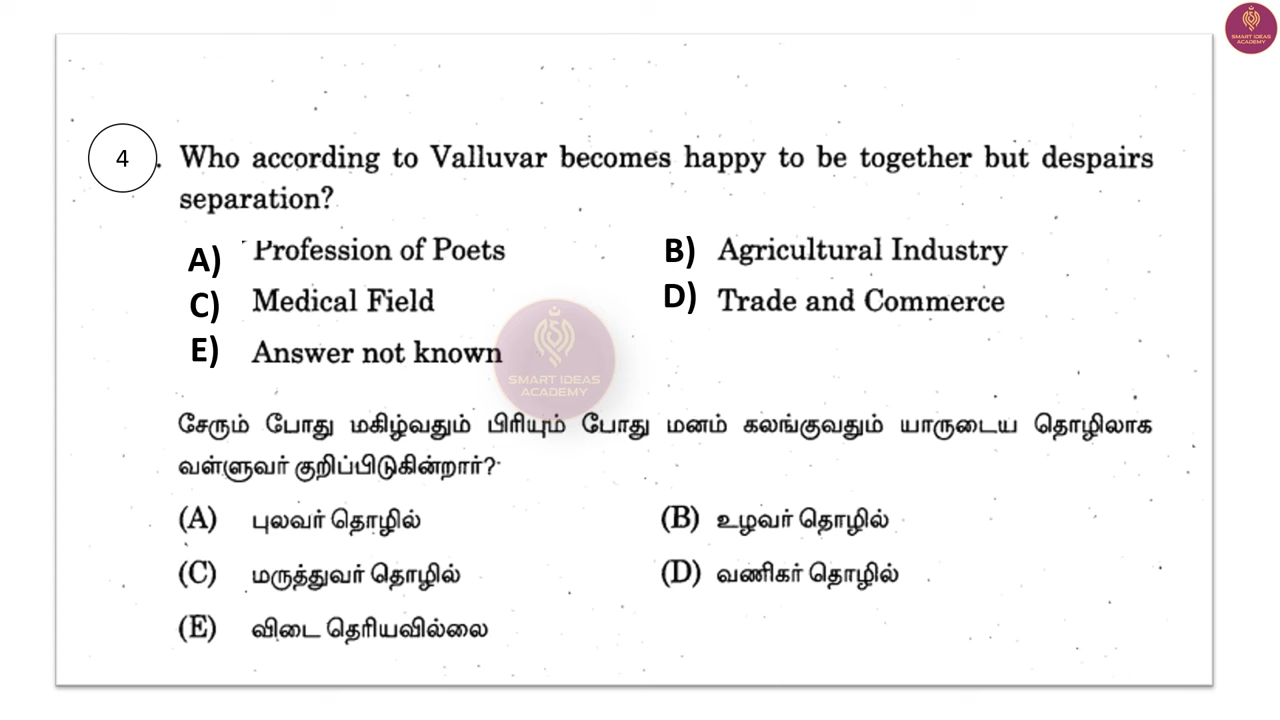 SMART IDEAS
ACADEMY
4 . Who according to Valluvar becomes happy to be together but despairs
separation?
A) Profession of Poets B) Agricultural Industry
C) Medical Field D) Trade and Commerce
E) Answer not known
SMART IDEAS
ACADEMY
சேரும் போது மகிழ்வதும் பிரியும் போது மனம் கலங்குவதும் யாருடைய தொழிலாக
வள்ளுவர் குறிப்பிடுகின்றார்?
(A) புலவர் தொழில் (B) உழவர் தொழில்
(C) மருத்துவர் தொழில் (D) வணிகர் தொழில்
(E) விடை தெரியவில்லை